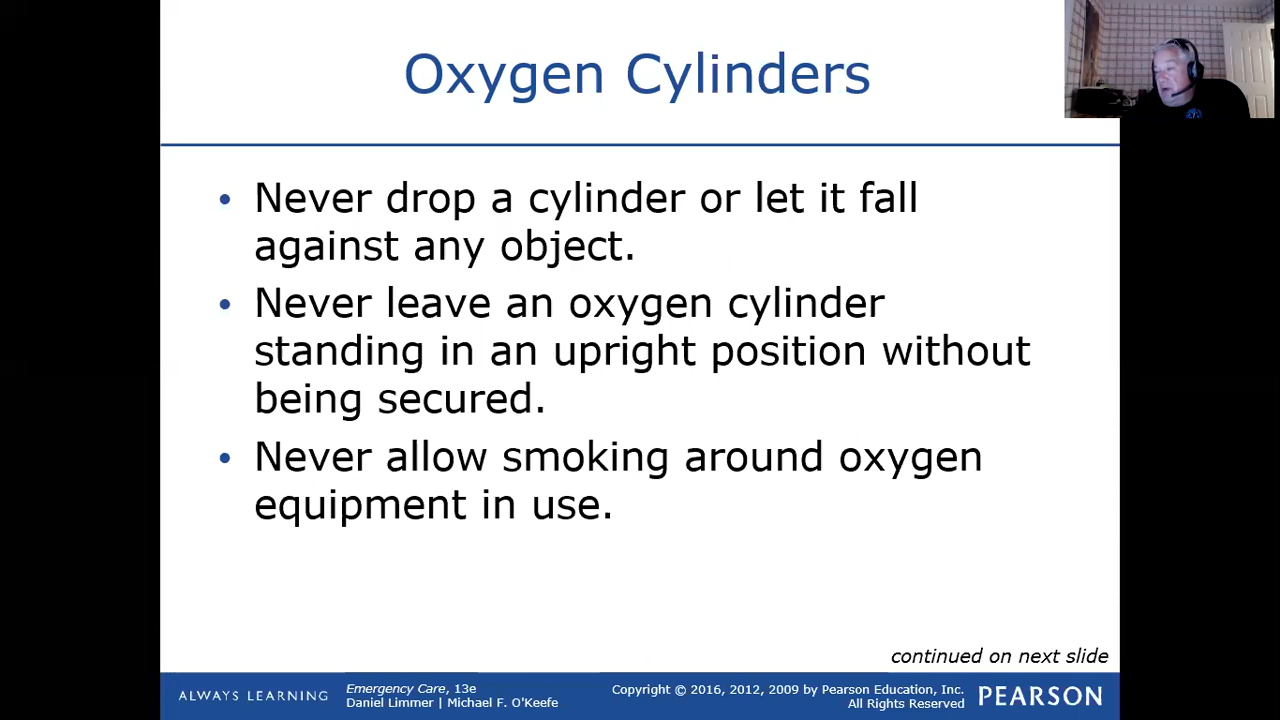 Oxygen Cylinders
• Never drop a cylinder or let it fall
against any object.
• Never leave an oxygen cylinder
standing in an upright position without
being secured.
• Never allow smoking around oxygen
equipment in use.
continued on next slide
ALWAYS LEARNING
Emergency Care, 13e
Daniel Limmer | Michael F. O'Keefe
Copyright © 2016, 2012, 2009 by Pearson Education, Inc.
All Rights Reserved
PEARSON